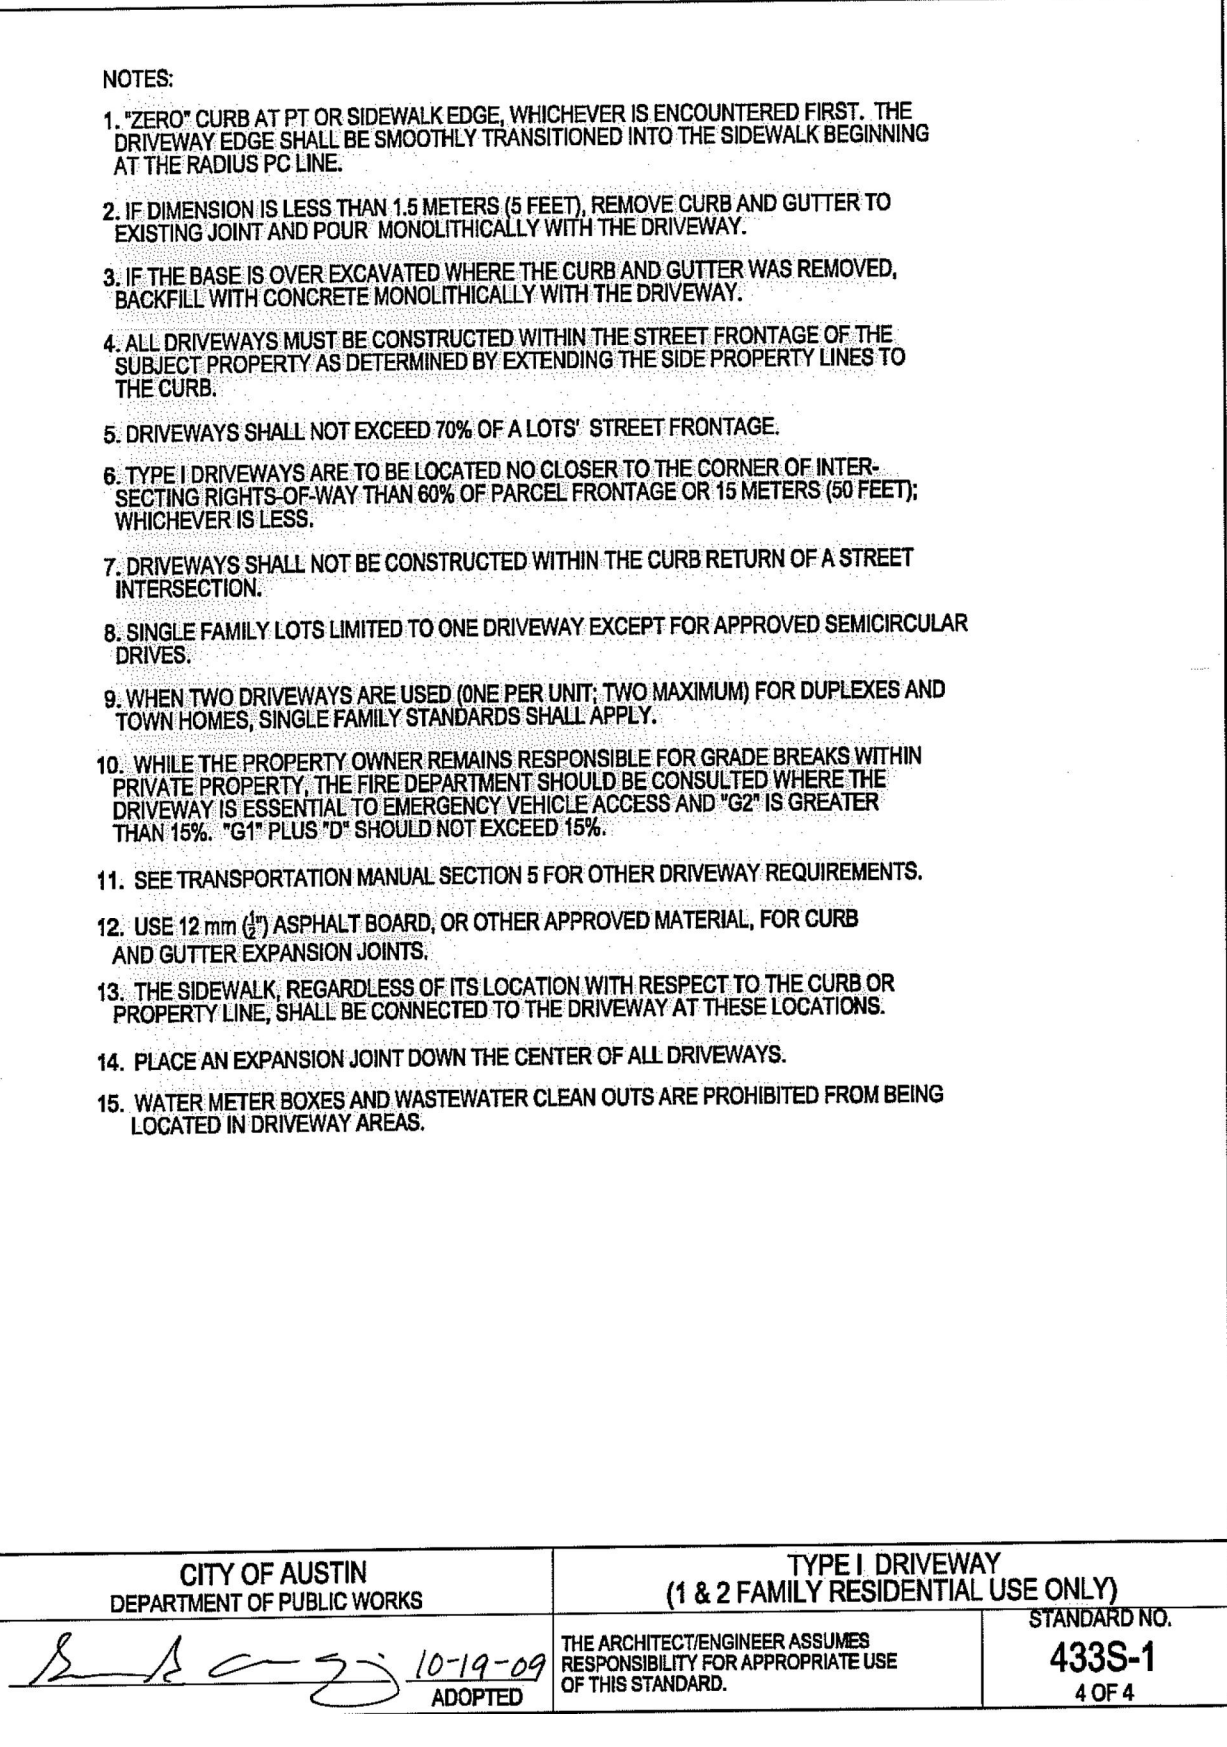 NOTES:
1. "ZERO" CURB AT PT OR SIDEWALK EDGE, WHICHEVER IS ENCOUNTERED FIRST. THE
DRIVEWAY EDGE SHALL BE SMOOTHLY TRANSITIONED INTO THE SIDEWALK BEGINNING
AT THE RADIUS PC LINE.
2. IF DIMENSION IS LESS THAN 1.5 METERS (5 FEET), REMOVE CURB AND GUTTER TO
EXISTING JOINT AND POUR MONOLITHICALLY WITH THE DRIVEWAY.
3. IF THE BASE IS OVER EXCAVATED WHERE THE CURB AND GUTTER WAS REMOVED,
BACKFILL WITH CONCRETE MONOLITHICALLY WITH THE DRIVEWAY.
4. ALL DRIVEWAYS MUST BE CONSTRUCTED WITHIN THE STREET FRONTAGE OF THE
SUBJECT PROPERTY AS DETERMINED BY EXTENDING THE SIDE PROPERTY LINES TO
THE CURB.
5. DRIVEWAYS SHALL NOT EXCEED 70% OF A LOTS' STREET FRONTAGE.
6. TYPE I DRIVEWAYS ARE TO BE LOCATED NO CLOSER TO THE CORNER OF INTER-
SECTING RIGHTS-OF-WAY THAN 60% OF PARCEL FRONTAGE OR 15 METERS (50 FEET);
WHICHEVER IS LESS.
7. DRIVEWAYS SHALL NOT BE CONSTRUCTED WITHIN THE CURB RETURN OF A STREET
INTERSECTION.
8. SINGLE FAMILY LOTS LIMITED TO ONE DRIVEWAY EXCEPT FOR APPROVED SEMICIRCULAR
DRIVES.
9. WHEN TWO DRIVEWAYS ARE USED (ONE PER UNIT; TWO MAXIMUM) FOR DUPLEXES AND
TOWN HOMES, SINGLE FAMILY STANDARDS SHALL APPLY.
10. WHILE THE PROPERTY OWNER REMAINS RESPONSIBLE FOR GRADE BREAKS WITHIN
PRIVATE PROPERTY, THE FIRE DEPARTMENT SHOULD BE CONSULTED WHERE THE
DRIVEWAY IS ESSENTIAL TO EMERGENCY VEHICLE ACCESS AND "G2" IS GREATER
THAN 15%. "G1" PLUS "D" SHOULD NOT EXCEED 15%.
11. SEE TRANSPORTATION MANUAL SECTION 5 FOR OTHER DRIVEWAY REQUIREMENTS.
12. USE 12 mm (½") ASPHALT BOARD, OR OTHER APPROVED MATERIAL, FOR CURB
AND GUTTER EXPANSION JOINTS.
13. THE SIDEWALK, REGARDLESS OF ITS LOCATION WITH RESPECT TO THE CURB OR
PROPERTY LINE, SHALL BE CONNECTED TO THE DRIVEWAY AT THESE LOCATIONS.
14. PLACE AN EXPANSION JOINT DOWN THE CENTER OF ALL DRIVEWAYS.
15. WATER METER BOXES AND WASTEWATER CLEAN OUTS ARE PROHIBITED FROM BEING
LOCATED IN DRIVEWAY AREAS.
CITY OF AUSTIN
DEPARTMENT OF PUBLIC WORKS
10-19-09
ADOPTED
TYPE I DRIVEWAY
(1 & 2 FAMILY RESIDENTIAL USE ONLY)
THE ARCHITECT/ENGINEER ASSUMES
RESPONSIBILITY FOR APPROPRIATE USE
OF THIS STANDARD.
STANDARD NO.
433S-1
4 OF 4